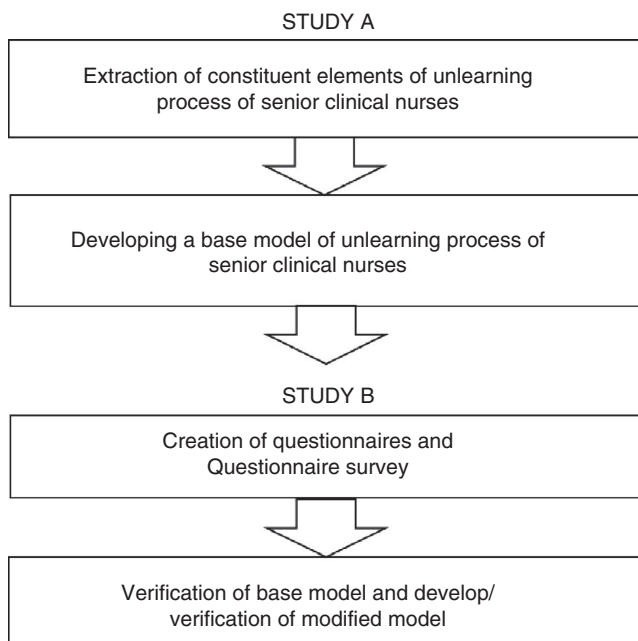 STUDY A
Extraction of constituent elements of unlearning
process of senior clinical nurses
Developing a base model of unlearning process of
senior clinical nurses
STUDY B
Creation of questionnaires and
Questionnaire survey
Verification of base model and develop/
verification of modified model